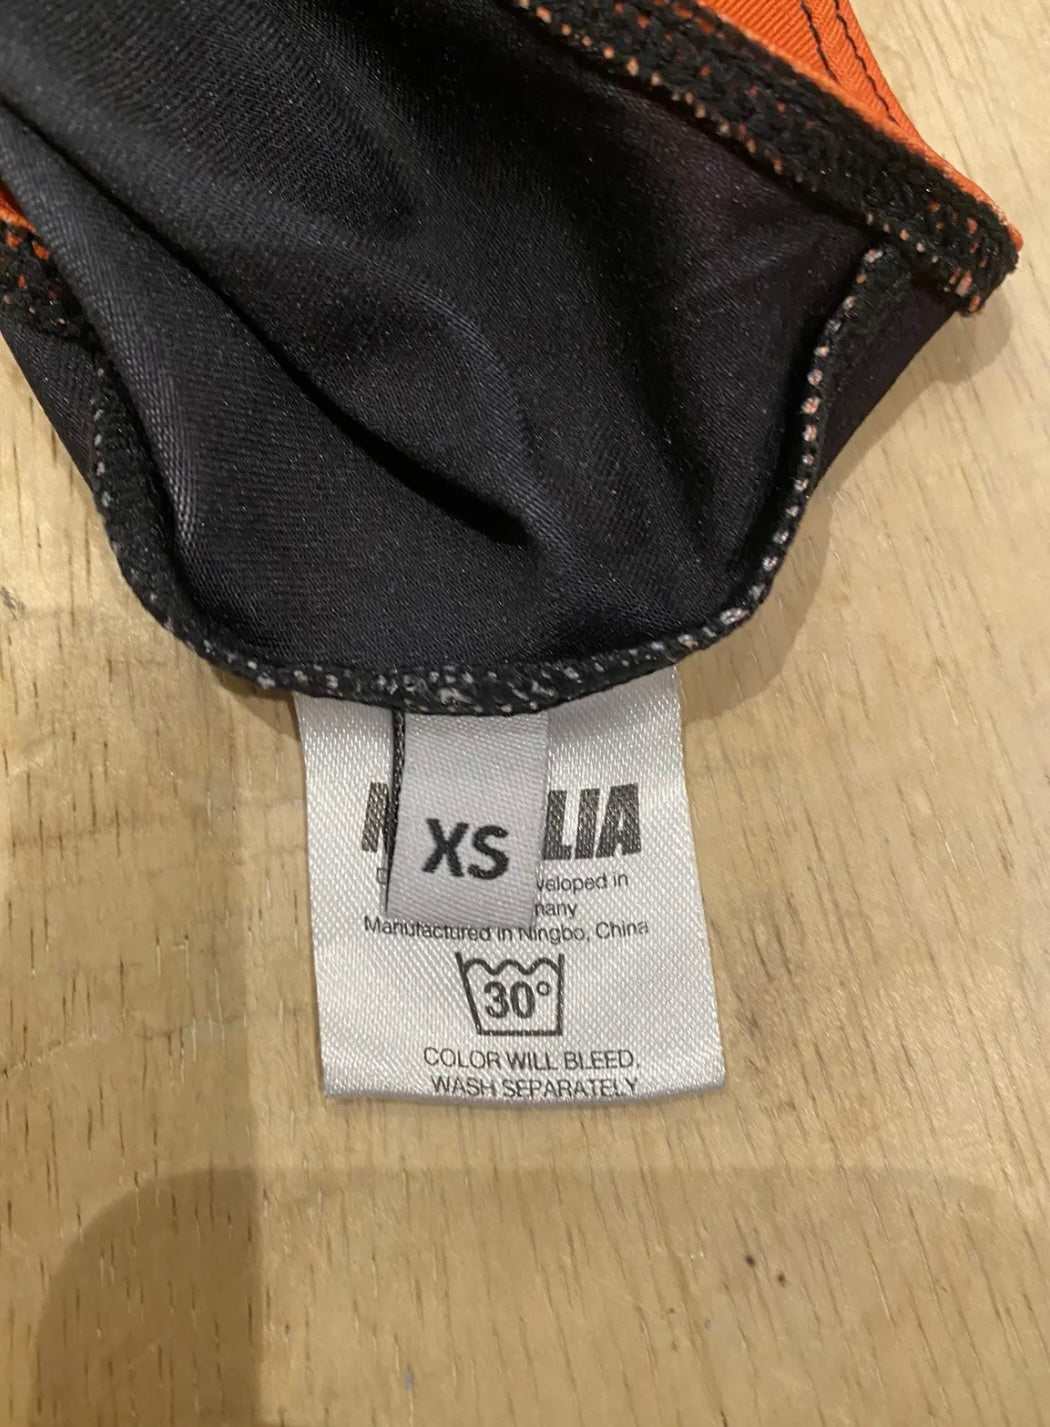 XS
LIA
veloped in
many
Manufactured in Ningbo, China
30°
COLOR WILL BLEED,
WASH SEPARATELY